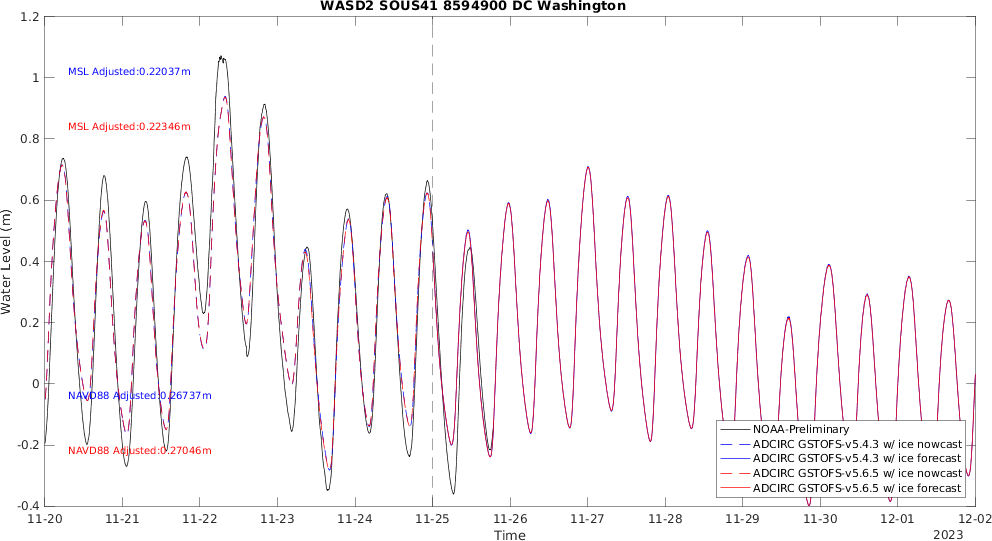 WASD2 SOUS41 8594900 DC Washington
1.2
1
0.8
0.6
0.4
0.2
0
-0.2
-0.4
Water Level (m)
MSL Adjusted:0.22037m
MSL Adjusted:0.22346m
NAVD88 Adjusted:0.26737m
NAVD88 Adjusted:0.27046m
NOAA-Preliminary
ADCIRC GSTOFS-v5.4.3 w/ ice nowcast
ADCIRC GSTOFS-v5.4.3 w/ ice forecast
ADCIRC GSTOFS-v5.6.5 w/ ice nowcast
ADCIRC GSTOFS-v5.6.5 w/ ice forecast
11-20 11-21 11-22 11-23 11-24 11-25 11-26 11-27 11-28 11-29 11-30 12-01 12-02
Time
2023